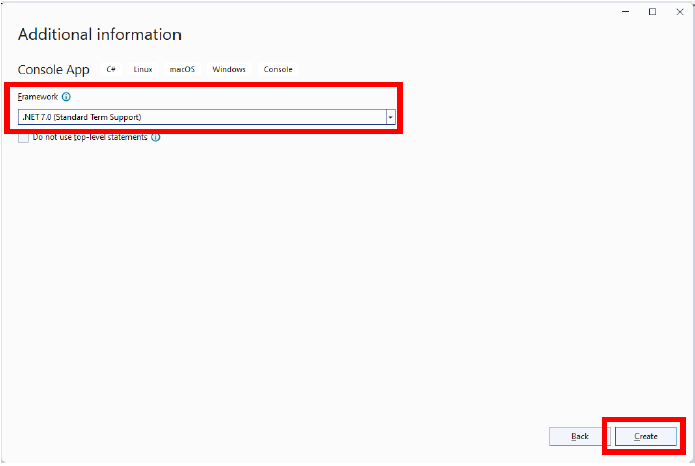 Additional information
Console App C# Linux macOS Windows Console
Framework
.NET 7.0 (Standard Term Support)
Do not use top-level statements
Back Create